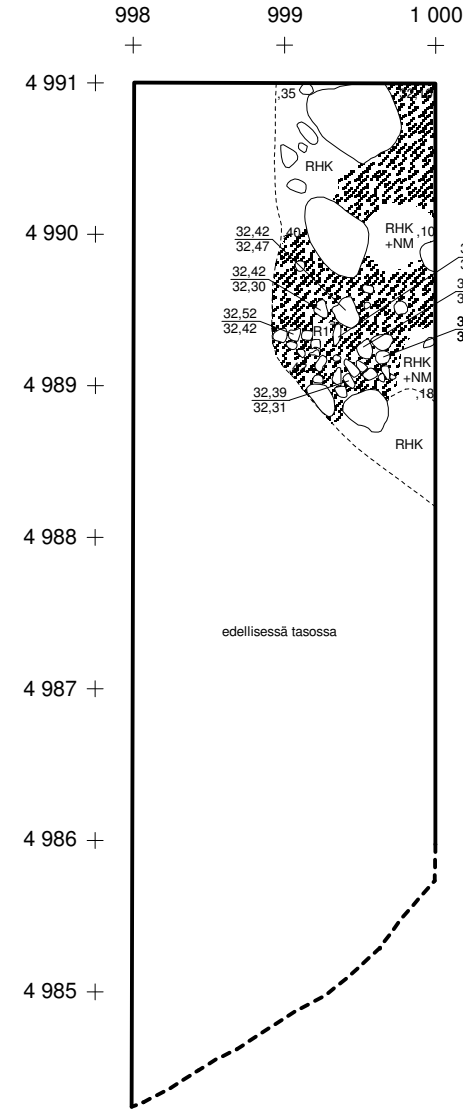 998 999 1 000
4 991
,35
RHK
4 990
,40
RHK ,10
+NM
32,42
32,47
32,42
32,30
32,52
32,42
R1
4 989
RHK
+NM
,18
32,39
32,31
RHK
4 988
edellisessä tasossa
4 987
4 986
4 985